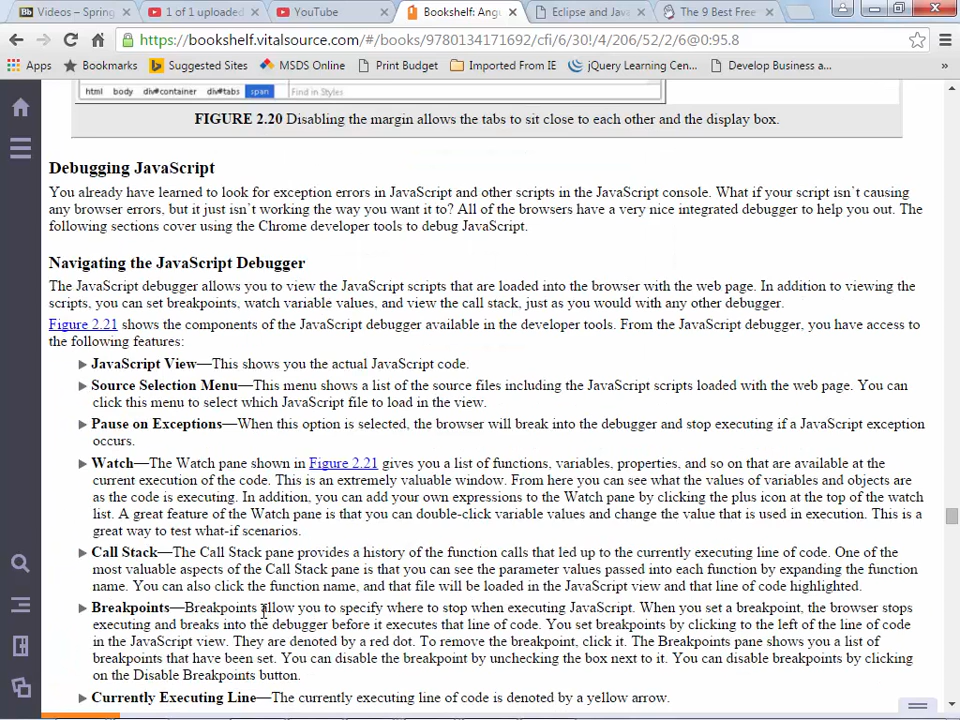 Videos – Spring
1 of 1 uploaded
YouTube
Bookshelf: Ang
Eclipse and Java
The 9 Best Free
https://bookshelf.vitalsource.com/#/books/9780134171692/cfi/6/30!/4/206/52/2/6@0:95.8
Apps
Bookmarks
Suggested Sites
MSDS Online
Print Budget
Imported From IE
jQuery Learning Cen...
Develop Business a...
»
html body div#container div#tabs span Find in Styles
FIGURE 2.20 Disabling the margin allows the tabs to sit close to each other and the display box.
Debugging JavaScript
You already have learned to look for exception errors in JavaScript and other scripts in the JavaScript console. What if your script isn't causing
any browser errors, but it just isn't working the way you want it to? All of the browsers have a very nice integrated debugger to help you out. The
following sections cover using the Chrome developer tools to debug JavaScript.
Navigating the JavaScript Debugger
The JavaScript debugger allows you to view the JavaScript scripts that are loaded into the browser with the web page. In addition to viewing the
scripts, you can set breakpoints, watch variable values, and view the call stack, just as you would with any other debugger.
Figure 2.21 shows the components of the JavaScript debugger available in the developer tools. From the JavaScript debugger, you have access to
the following features:
JavaScript View—This shows you the actual JavaScript code.
Source Selection Menu—This menu shows a list of the source files including the JavaScript scripts loaded with the web page. You can
click this menu to select which JavaScript file to load in the view.
Pause on Exceptions—When this option is selected, the browser will break into the debugger and stop executing if a JavaScript exception
occurs.
Watch—The Watch pane shown in Figure 2.21 gives you a list of functions, variables, properties, and so on that are available at the
current execution of the code. This is an extremely valuable window. From here you can see what the values of variables and objects are
as the code is executing. In addition, you can add your own expressions to the Watch pane by clicking the plus icon at the top of the watch
list. A great feature of the Watch pane is that you can double-click variable values and change the value that is used in execution. This is a
great way to test what-if scenarios.
Call Stack—The Call Stack pane provides a history of the function calls that led up to the currently executing line of code. One of the
most valuable aspects of the Call Stack pane is that you can see the parameter values passed into each function by expanding the function
name. You can also click the function name, and that file will be loaded in the JavaScript view and that line of code highlighted.
Breakpoints—Breakpoints allow you to specify where to stop when executing JavaScript. When you set a breakpoint, the browser stops
executing and breaks into the debugger before it executes that line of code. You set breakpoints by clicking to the left of the line of code
in the JavaScript view. They are denoted by a red dot. To remove the breakpoint, click it. The Breakpoints pane shows you a list of
breakpoints that have been set. You can disable the breakpoint by unchecking the box next to it. You can disable breakpoints by clicking
on the Disable Breakpoints button.
Currently Executing Line—The currently executing line of code is denoted by a yellow arrow.